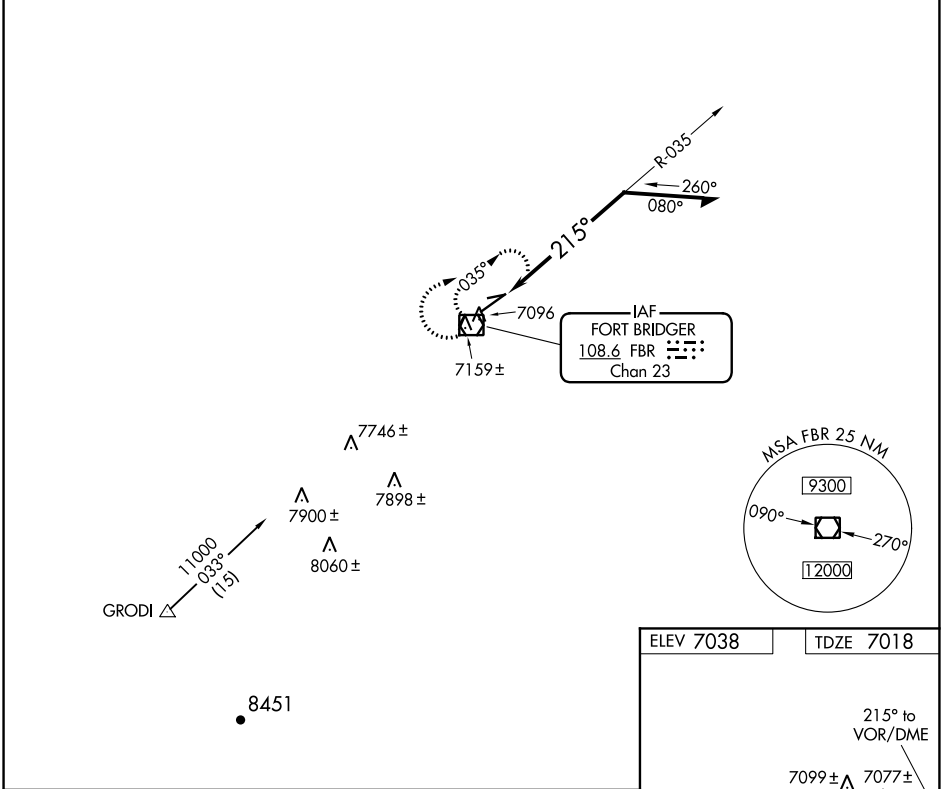 R-035
260°
080°
215°
035°
7096
7159±
IAF
FORT BRIDGER
108.6 FBR
Chan 23
7746±
7898±
7900±
8060±
11000
033°
(15)
GRODI
8451
MSA FBR 25 NM
9300
090°
270°
12000
ELEV 7038
TDZE 7018
215° to
VOR/DME
7099± 7077±